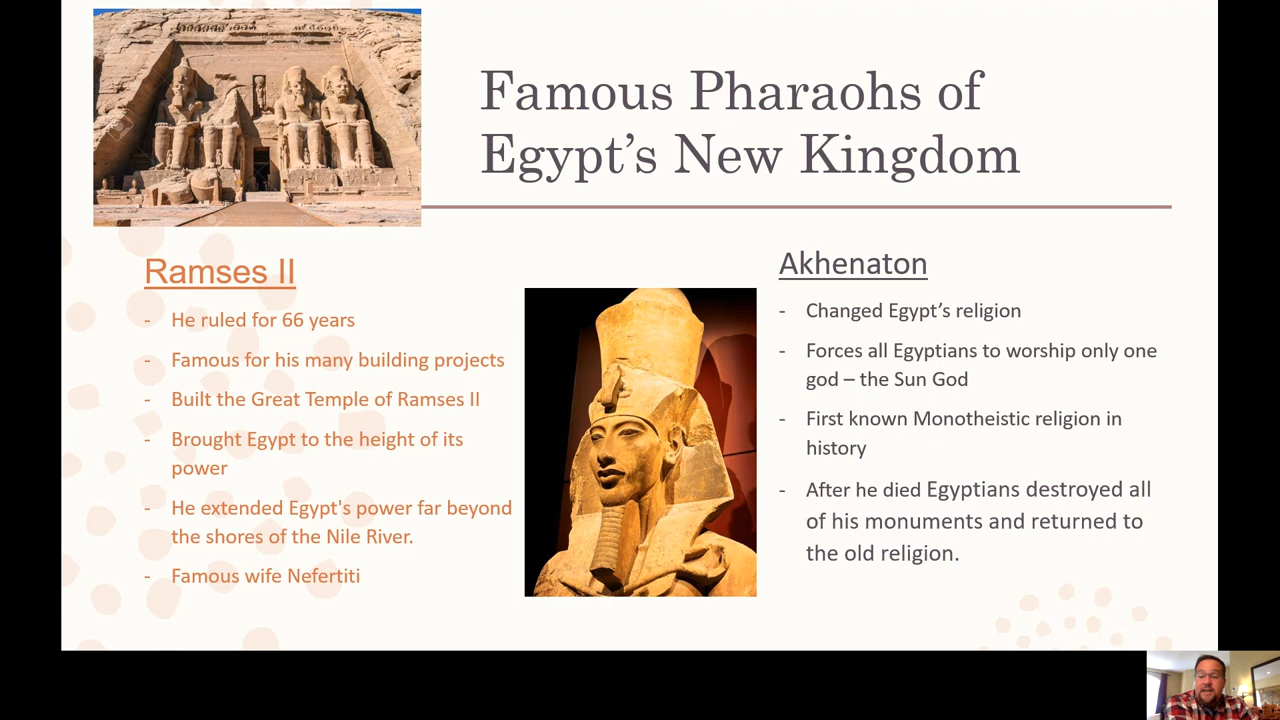 Famous Pharaohs of
Egypt’s New Kingdom
Ramses II
- He ruled for 66 years
- Famous for his many building projects
- Built the Great Temple of Ramses II
- Brought Egypt to the height of its
power
- He extended Egypt's power far beyond
the shores of the Nile River.
- Famous wife Nefertiti
Akhenaton
- Changed Egypt’s religion
- Forces all Egyptians to worship only one
god – the Sun God
- First known Monotheistic religion in
history
- After he died Egyptians destroyed all
of his monuments and returned to
the old religion.